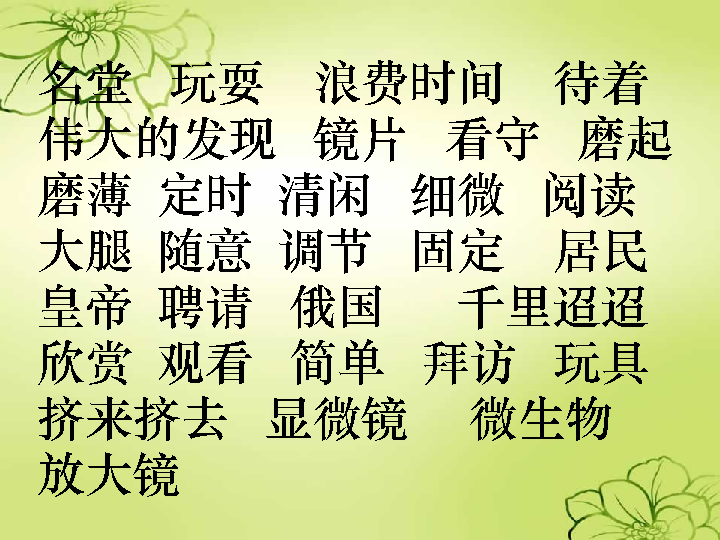 名堂 玩耍 浪费时间 待着
伟大的发现 镜片 看守 磨起
磨薄 定时 清闲 细微 阅读
大腿 随意 调节 固定 居民
皇帝 聘请 俄国 千里迢迢
欣赏 观看 简单 拜访 玩具
挤来挤去 显微镜 微生物
放大镜